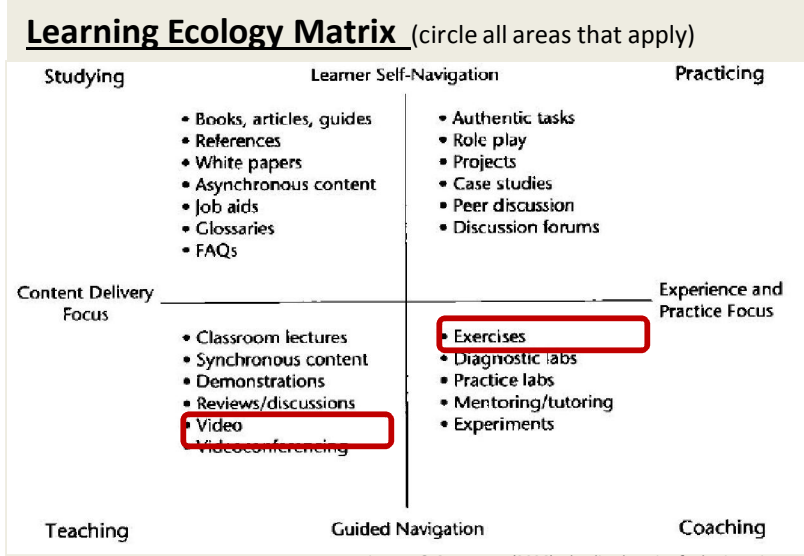 Learning Ecology Matrix (circle all areas that apply)
Studying
Learner Self-Navigation
Practicing
• Books, articles, guides
• References
• White papers
• Asynchronous content
• Job aids
• Glossaries
• FAQs
• Authentic tasks
• Role play
• Projects
• Case studies
• Peer discussion
• Discussion forums
Content Delivery
Focus
Experience and
Practice Focus
• Classroom lectures
• Synchronous content
• Demonstrations
• Reviews/discussions
• Video
• Videoconferencing
• Exercises
• Diagnostic labs
• Practice labs
• Mentoring/tutoring
• Experiments
Teaching
Guided Navigation
Coaching